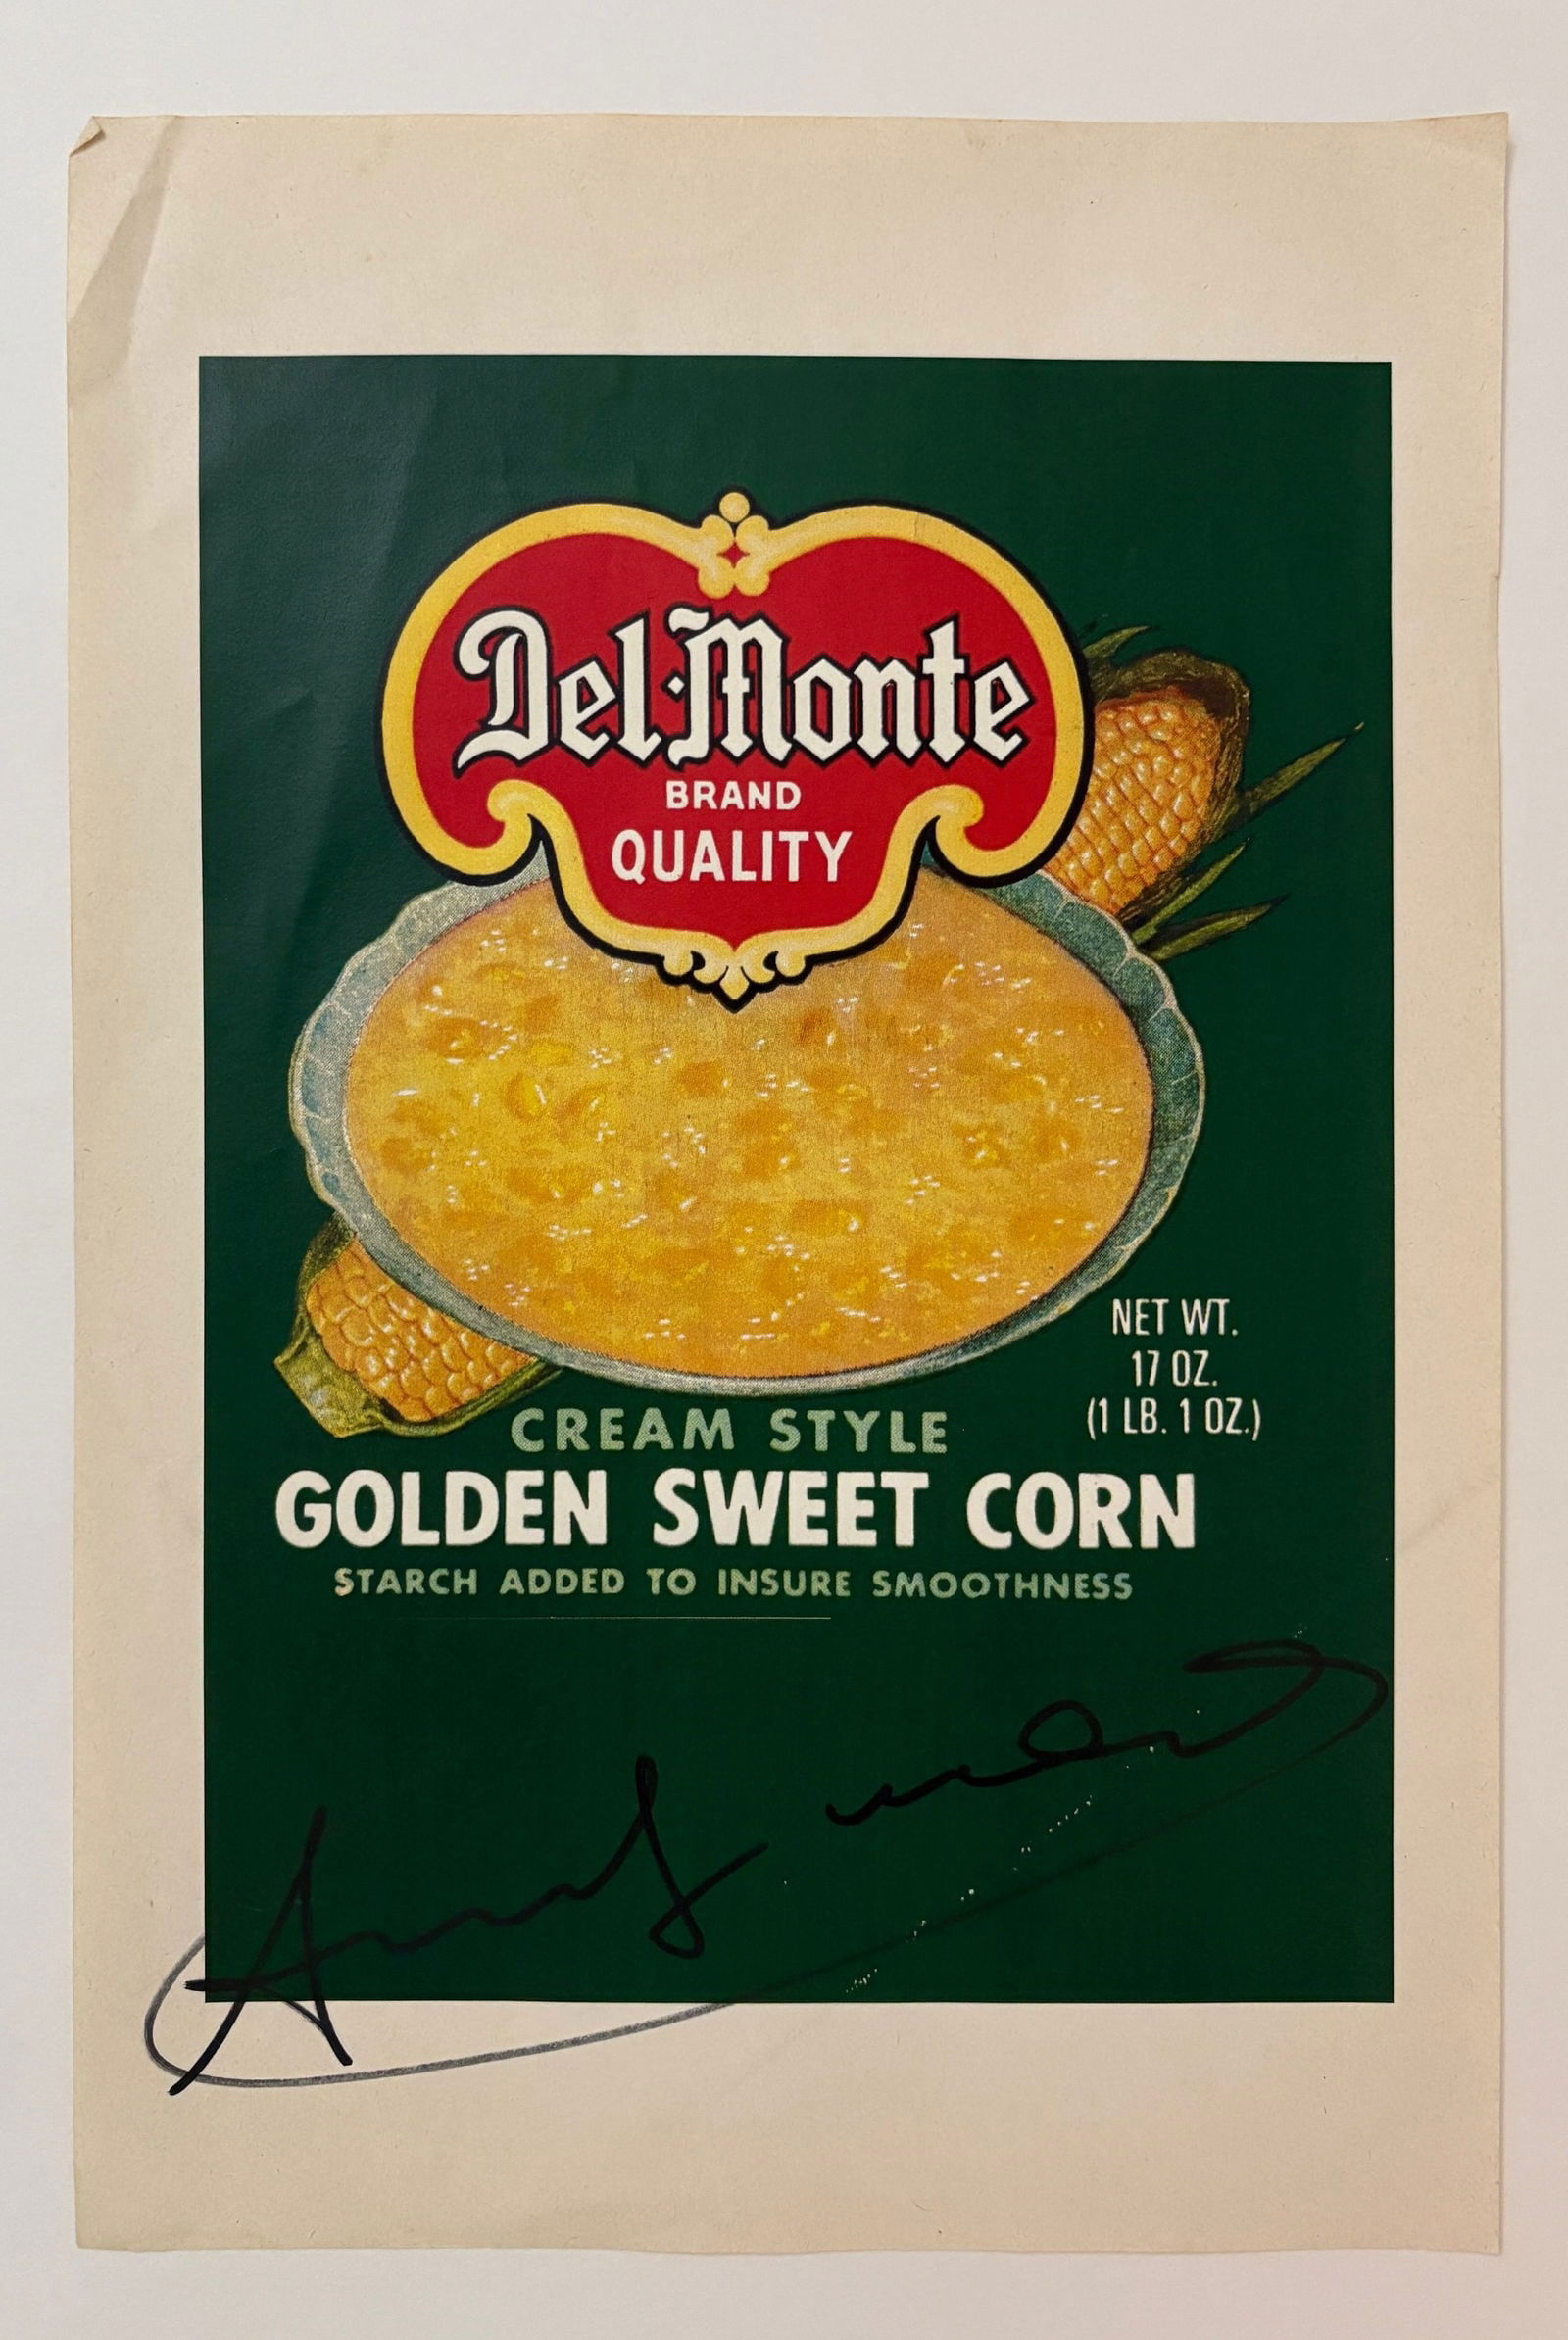 Del·Monte
BRAND
QUALITY
NET WT.
17 OZ.
(1 LB. 1 OZ.)
CREAM STYLE
GOLDEN SWEET CORN
STARCH ADDED TO INSURE SMOOTHNESS